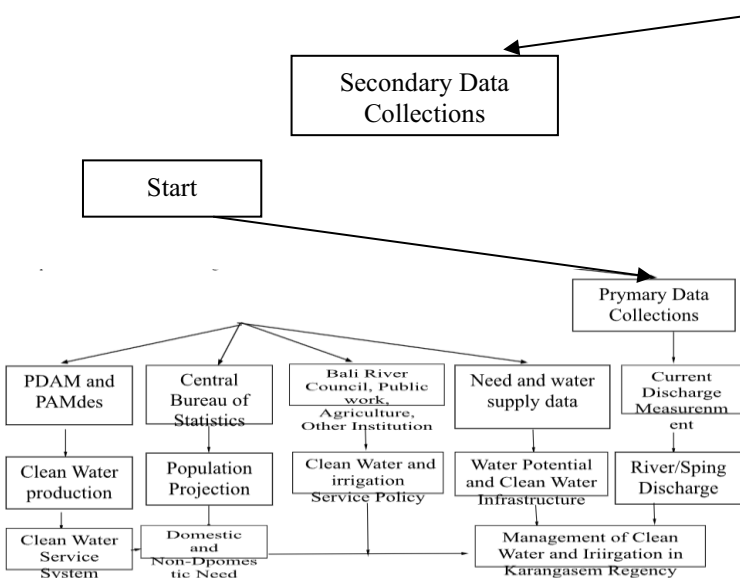 Secondary Data
Collections
Start
Prymary Data
Collections
PDAM and
PAMdes
Central
Bureau of
Statistics
Bali River
Council, Public
work,
Agriculture,
Other Institution
Need and water
supply data
Current
Discharge
Measurenm
ent
Clean Water
production
Population
Projection
Clean Water and
irrigation
Service Policy
Water Potential
and Clean Water
Infrastructure
River/Sping
Discharge
Clean Water
Service
System
Domestic
and
Non-Dpomes
tic Need
Management of Clean
Water and Iriirgation in
Karangasem Regency